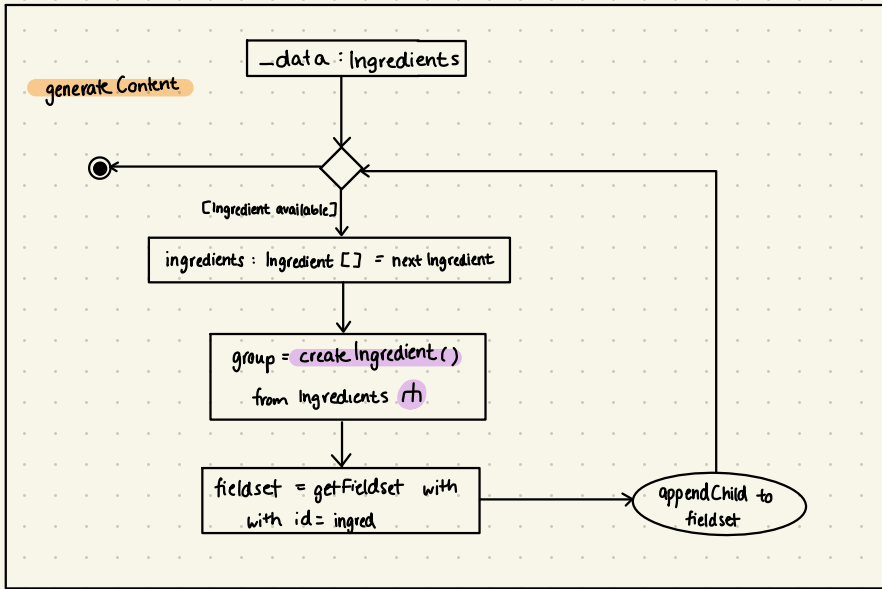 _data : Ingredients
generate Content
[Ingredient available]
ingredients : Ingredient [] = next Ingredient
group = create Ingredient ( )
from Ingredients
fieldset = getFieldset with
with id = ingred
appendChild to
fieldset